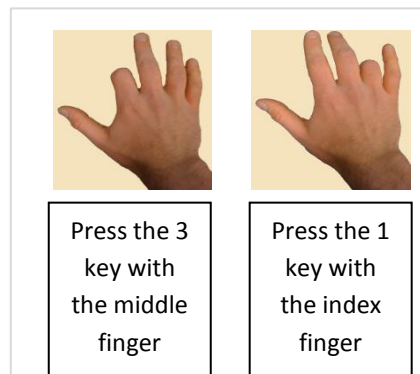 Press the 3
key with
the middle
finger
Press the 1
key with
the index
finger